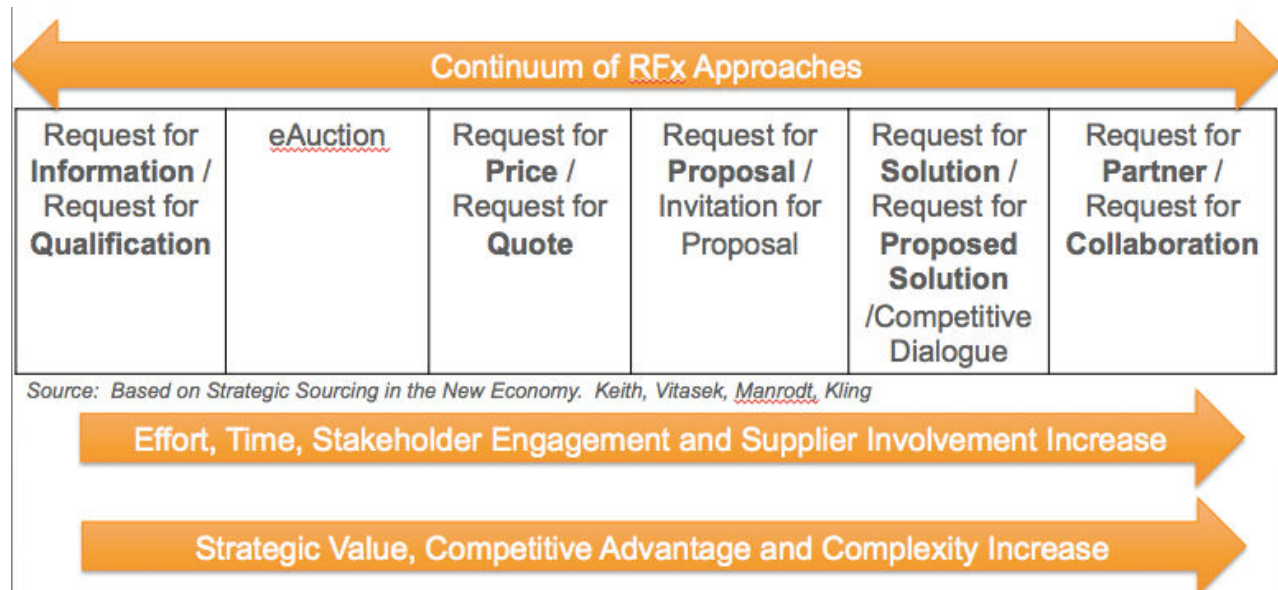 Continuum of RFx Approaches
Request for
Information /
Request for
Qualification
eAuction
Request for
Price /
Request for
Quote
Request for
Proposal /
Invitation for
Proposal
Request for
Solution /
Request for
Proposed
Solution
/Competitive
Dialogue
Request for
Partner /
Request for
Collaboration
Source:  Based on Strategic Sourcing in the New Economy.  Keith, Vitasek, Manrodt, Kling
Effort, Time, Stakeholder Engagement and Supplier Involvement Increase
Strategic Value, Competitive Advantage and Complexity Increase